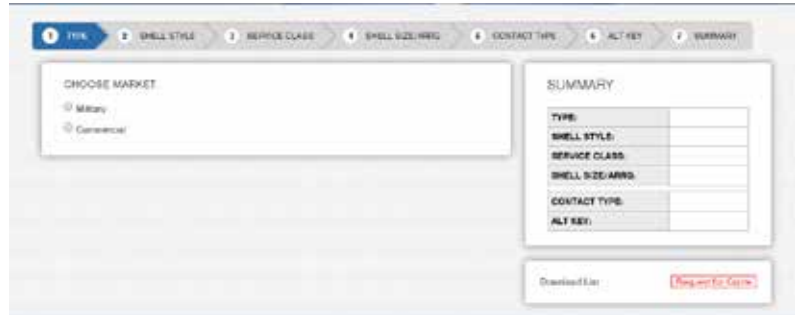 1 TYPE 2 SHELL STYLE 3 SERVICE CLASS 4 SHELL SIZE/ARRG 5 CONTACT TYPE 6 ALT KEY 7 SUMMARY
CHOOSE MARKET
Military
Commercial
SUMMARY
TYPE:
SHELL STYLE:
SERVICE CLASS:
SHELL SIZE/ARRG:
CONTACT TYPE:
ALT KEY:
Download List
Request for Quote